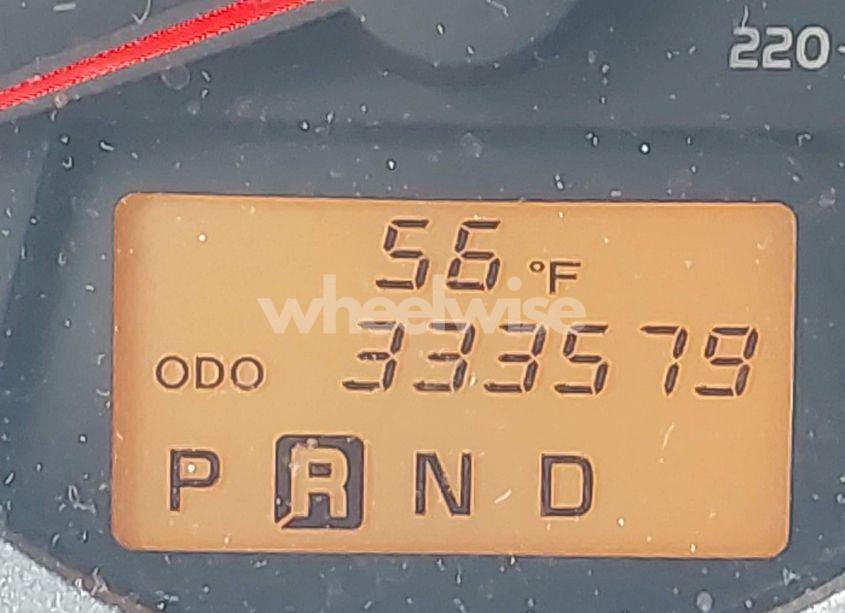 220
56 °F
wheelwise
ODO 333579
P R N D